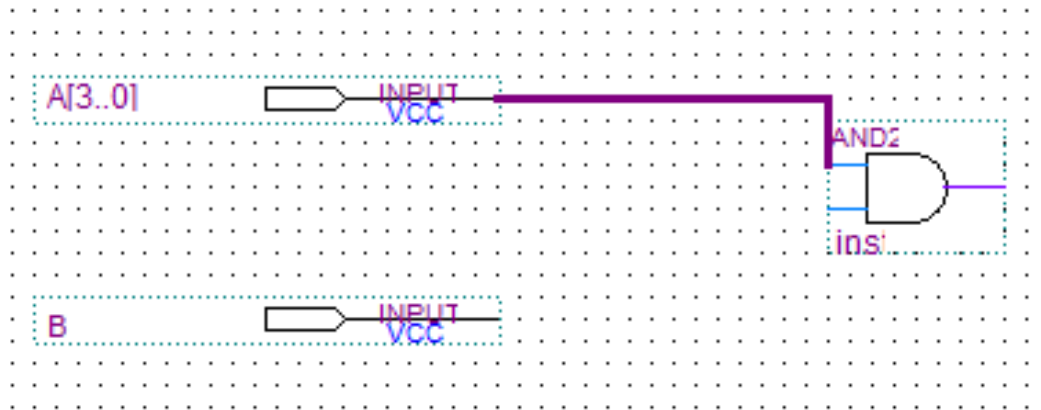 A[3..0]
INPUT
VCC
AND2
inst
B
INPUT
VCC